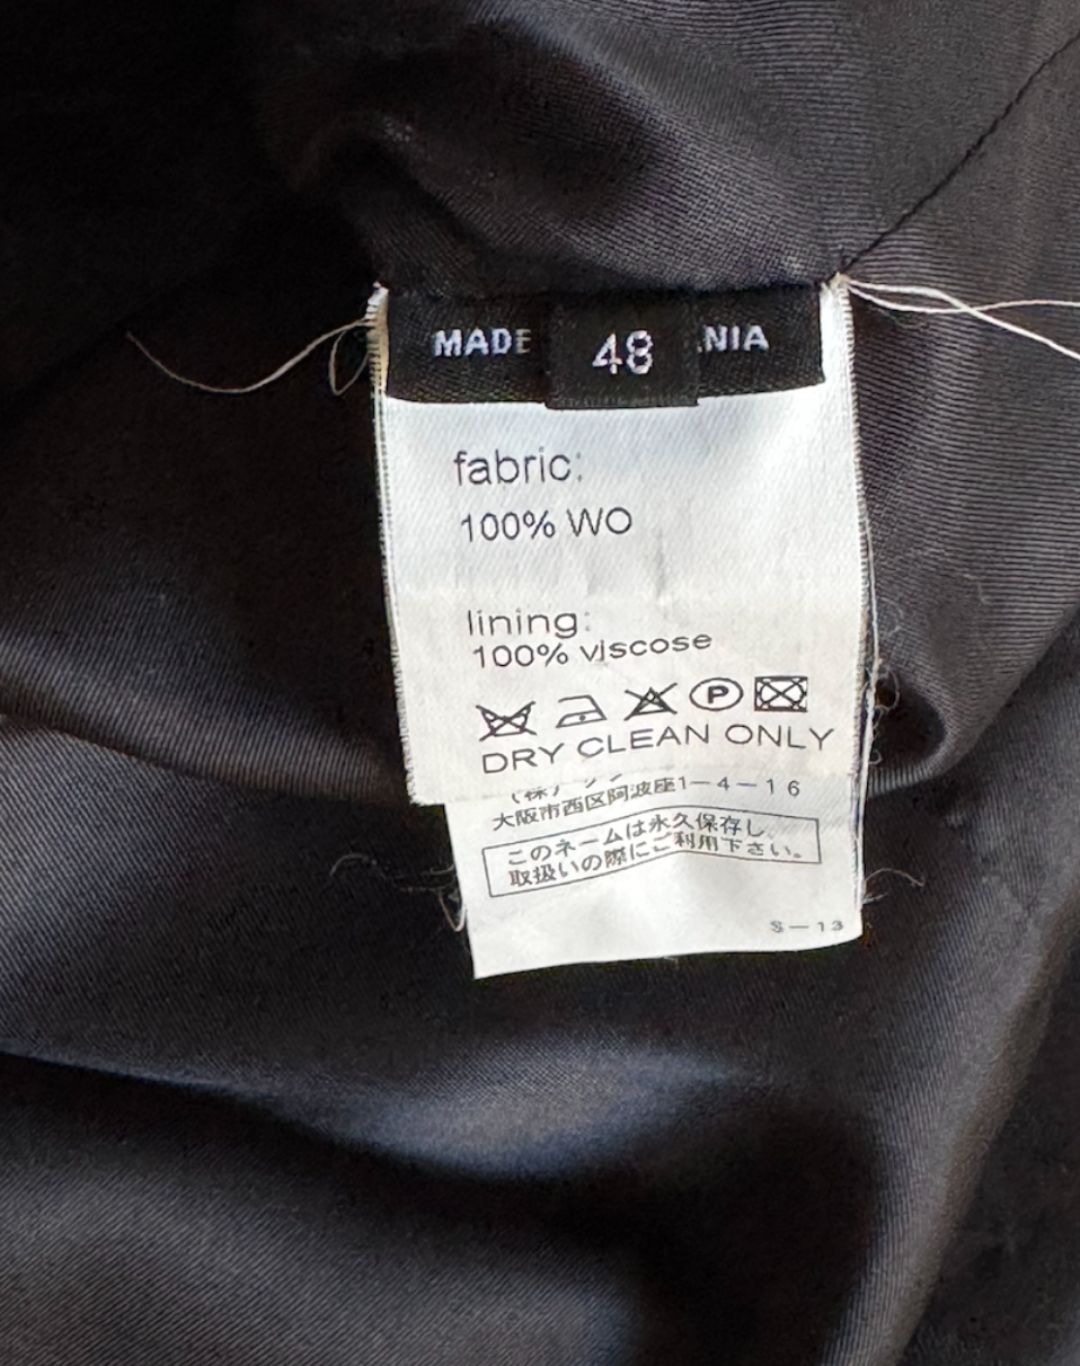 MADE 48 NIA
fabric:
100% WO
lining:
100% viscose
P
DRY CLEAN ONLY
(株)
大阪市西区阿波座1－4－16
このネームは永久保存し、
取扱いの際にご利用下さい。
S－13